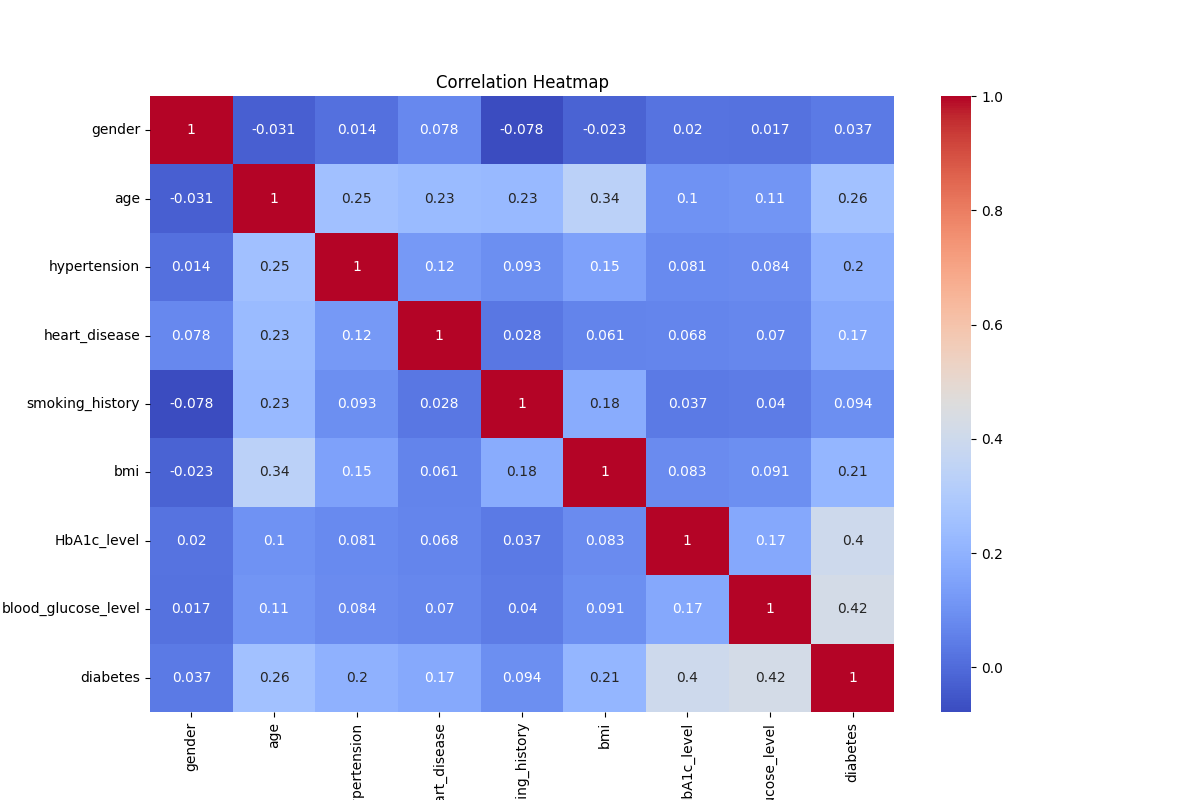 Correlation Heatmap
gender 1 -0.031 0.014 0.078 -0.078 -0.023 0.02 0.017 0.037
age -0.031 1 0.25 0.23 0.23 0.34 0.1 0.11 0.26
hypertension 0.014 0.25 1 0.12 0.093 0.15 0.081 0.084 0.2
heart_disease 0.078 0.23 0.12 1 0.028 0.061 0.068 0.07 0.17
smoking_history -0.078 0.23 0.093 0.028 1 0.18 0.037 0.04 0.094
bmi -0.023 0.34 0.15 0.061 0.18 1 0.083 0.091 0.21
HbA1c_level 0.02 0.1 0.081 0.068 0.037 0.083 1 0.17 0.4
blood_glucose_level 0.017 0.11 0.084 0.07 0.04 0.091 0.17 1 0.42
diabetes 0.037 0.26 0.2 0.17 0.094 0.21 0.4 0.42 1
gender
age
pertension
art_disease
ing_history
bmi
bA1c_level
ucose_level
diabetes
1.0
0.8
0.6
0.4
0.2
0.0